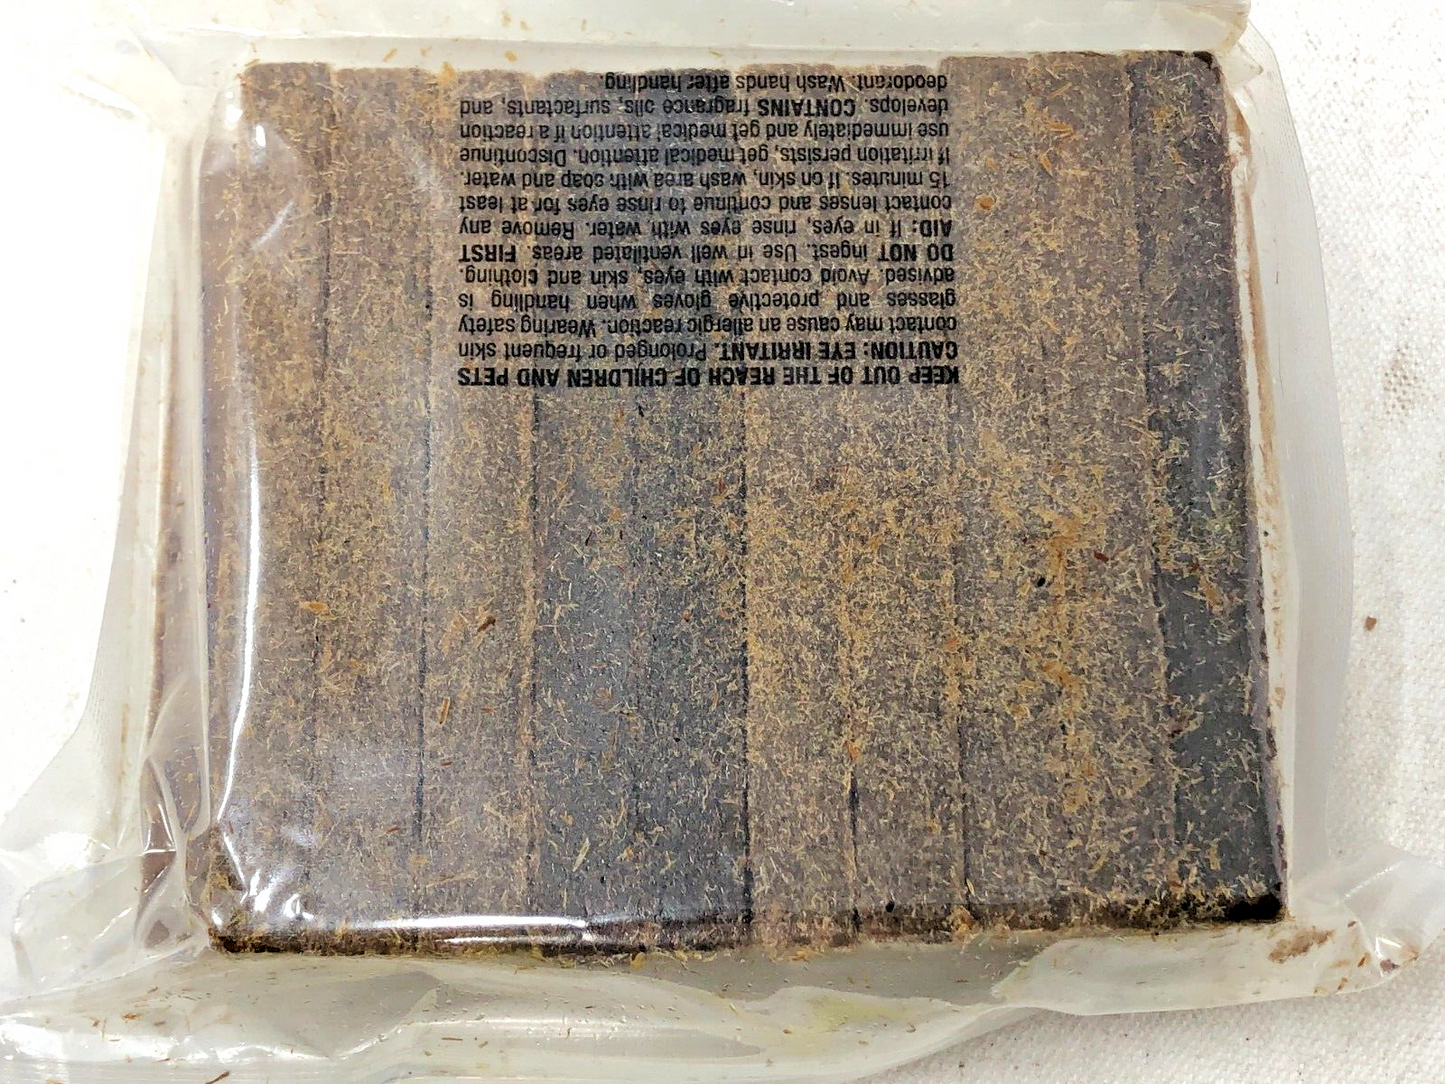 KEEP OUT OF THE REACH OF CHILDREN AND PETS
CAUTION: EYE IRRITANT. Prolonged or frequent skin
contact may cause an allergic reaction. Wearing safety
glasses and protective gloves when handling is
advised. Avoid contact with eyes, skin and clothing.
DO NOT ingest. Use in well ventilated areas. FIRST
AID: If in eyes, rinse eyes with water. Remove any
contact lenses and continue to rinse eyes for at least
15 minutes. If on skin, wash area with soap and water.
If irritation persists, get medical attention. Discontinue
use immediately and get medical attention if a reaction
develops. CONTAINS fragrance oils, surfactants, and
deodorant. Wash hands after handling.